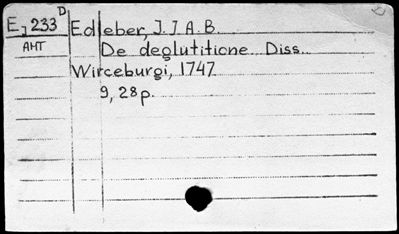 E, 233 D Edleber, J. J. A. B.
AHT De deglutitione Diss.
Wirceburgi, 1747
9, 28 p.